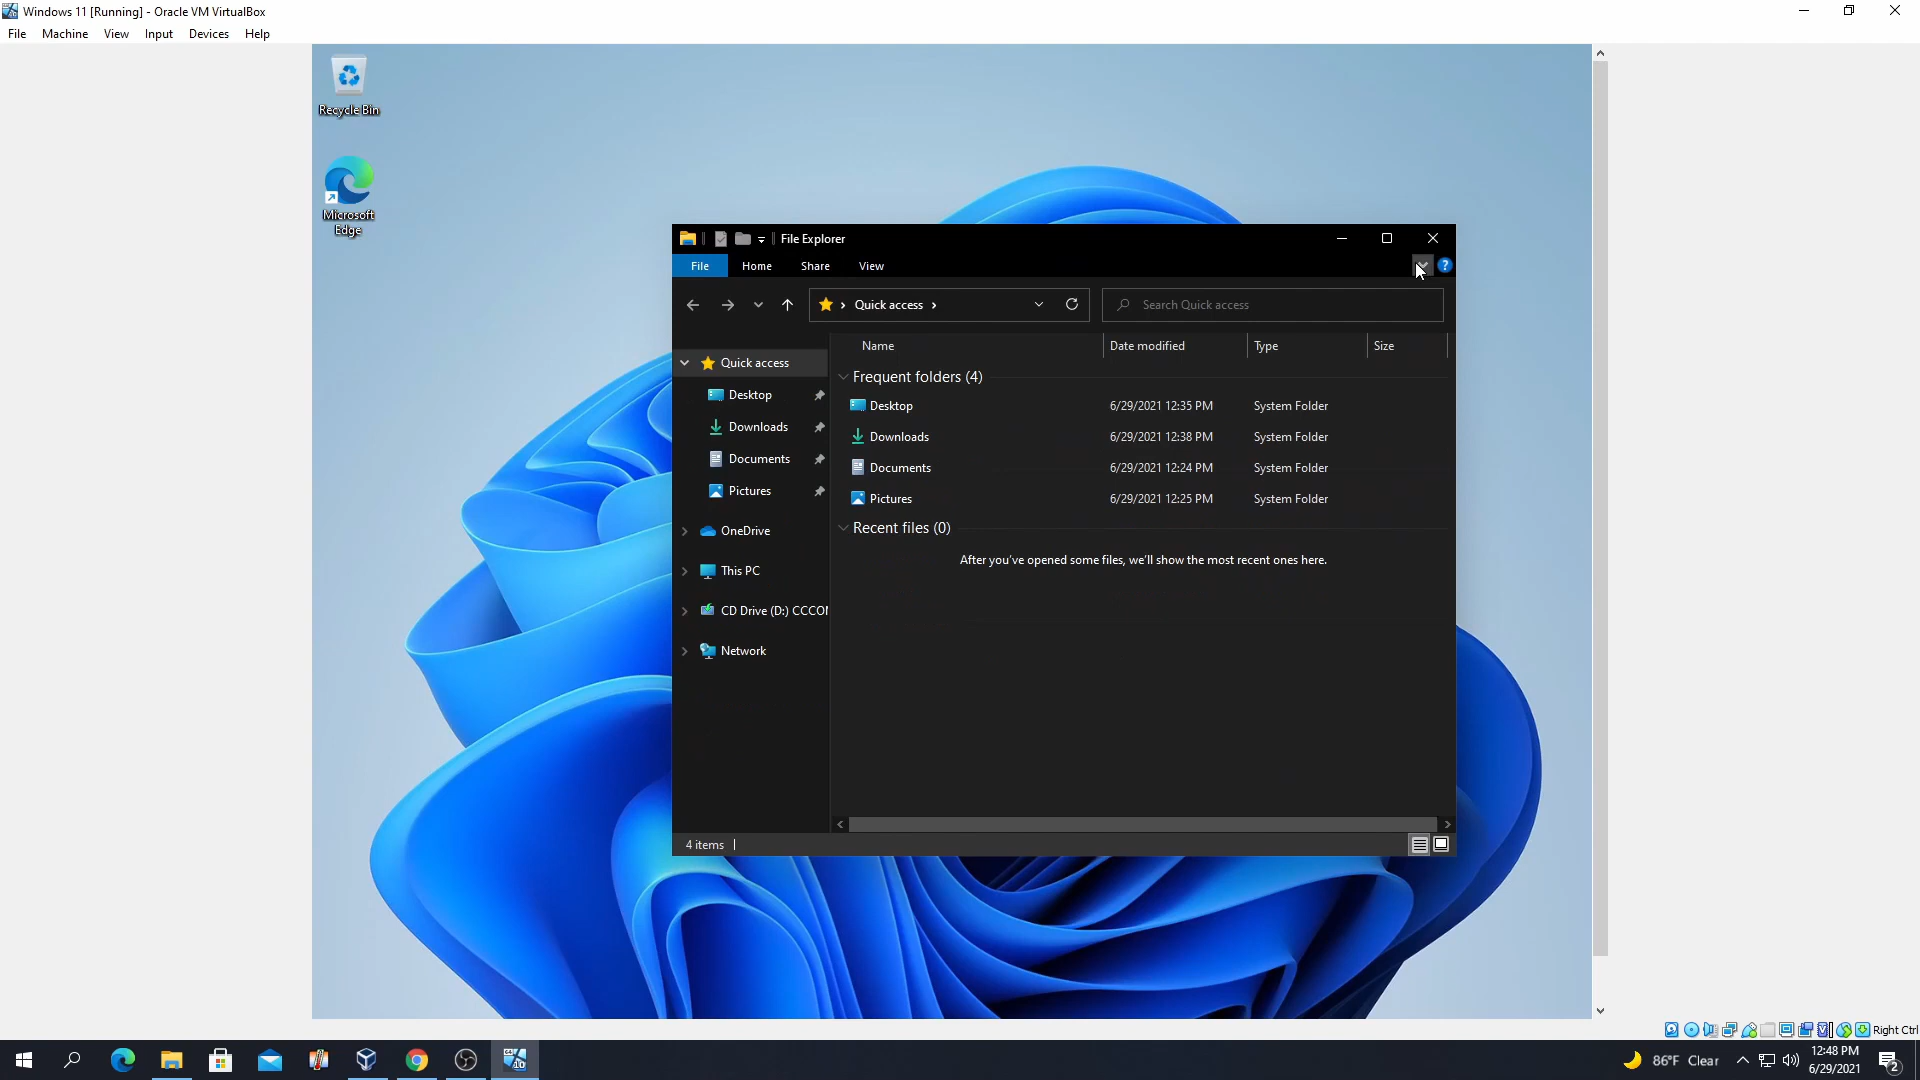 Windows 11 [Running] - Oracle VM VirtualBox
File Machine View Input Devices Help
Recycle Bin
Microsoft
Edge
File Explorer
File Home Share View
Quick access
Search Quick access
Name Date modified Type Size
Quick access
Desktop
Downloads
Documents
Pictures
OneDrive
This PC
CD Drive (D:) CCCO
Network
Frequent folders (4)
Desktop 6/29/2021 12:35 PM System Folder
Downloads 6/29/2021 12:38 PM System Folder
Documents 6/29/2021 12:24 PM System Folder
Pictures 6/29/2021 12:25 PM System Folder
Recent files (0)
After you've opened some files, we'll show the most recent ones here.
4 items
Right Ctrl
86°F Clear
12:48 PM
6/29/2021
2